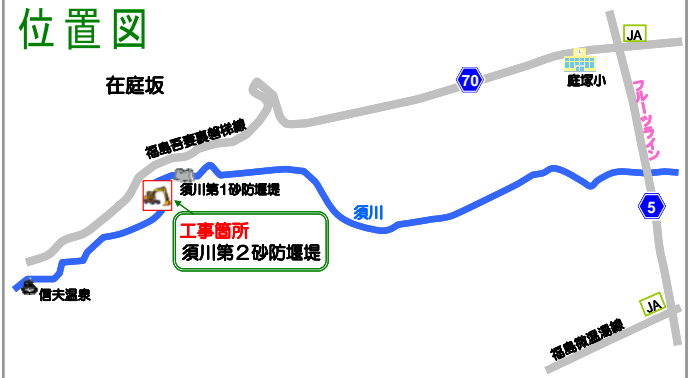 位置図
JA
在庭坂
70
庭塚小
フルーツライン
福島吾妻裏磐梯線
須川第1砂防堰堤
須川
5
工事箇所
須川第2砂防堰堤
信夫温泉
JA
福島微温湯線